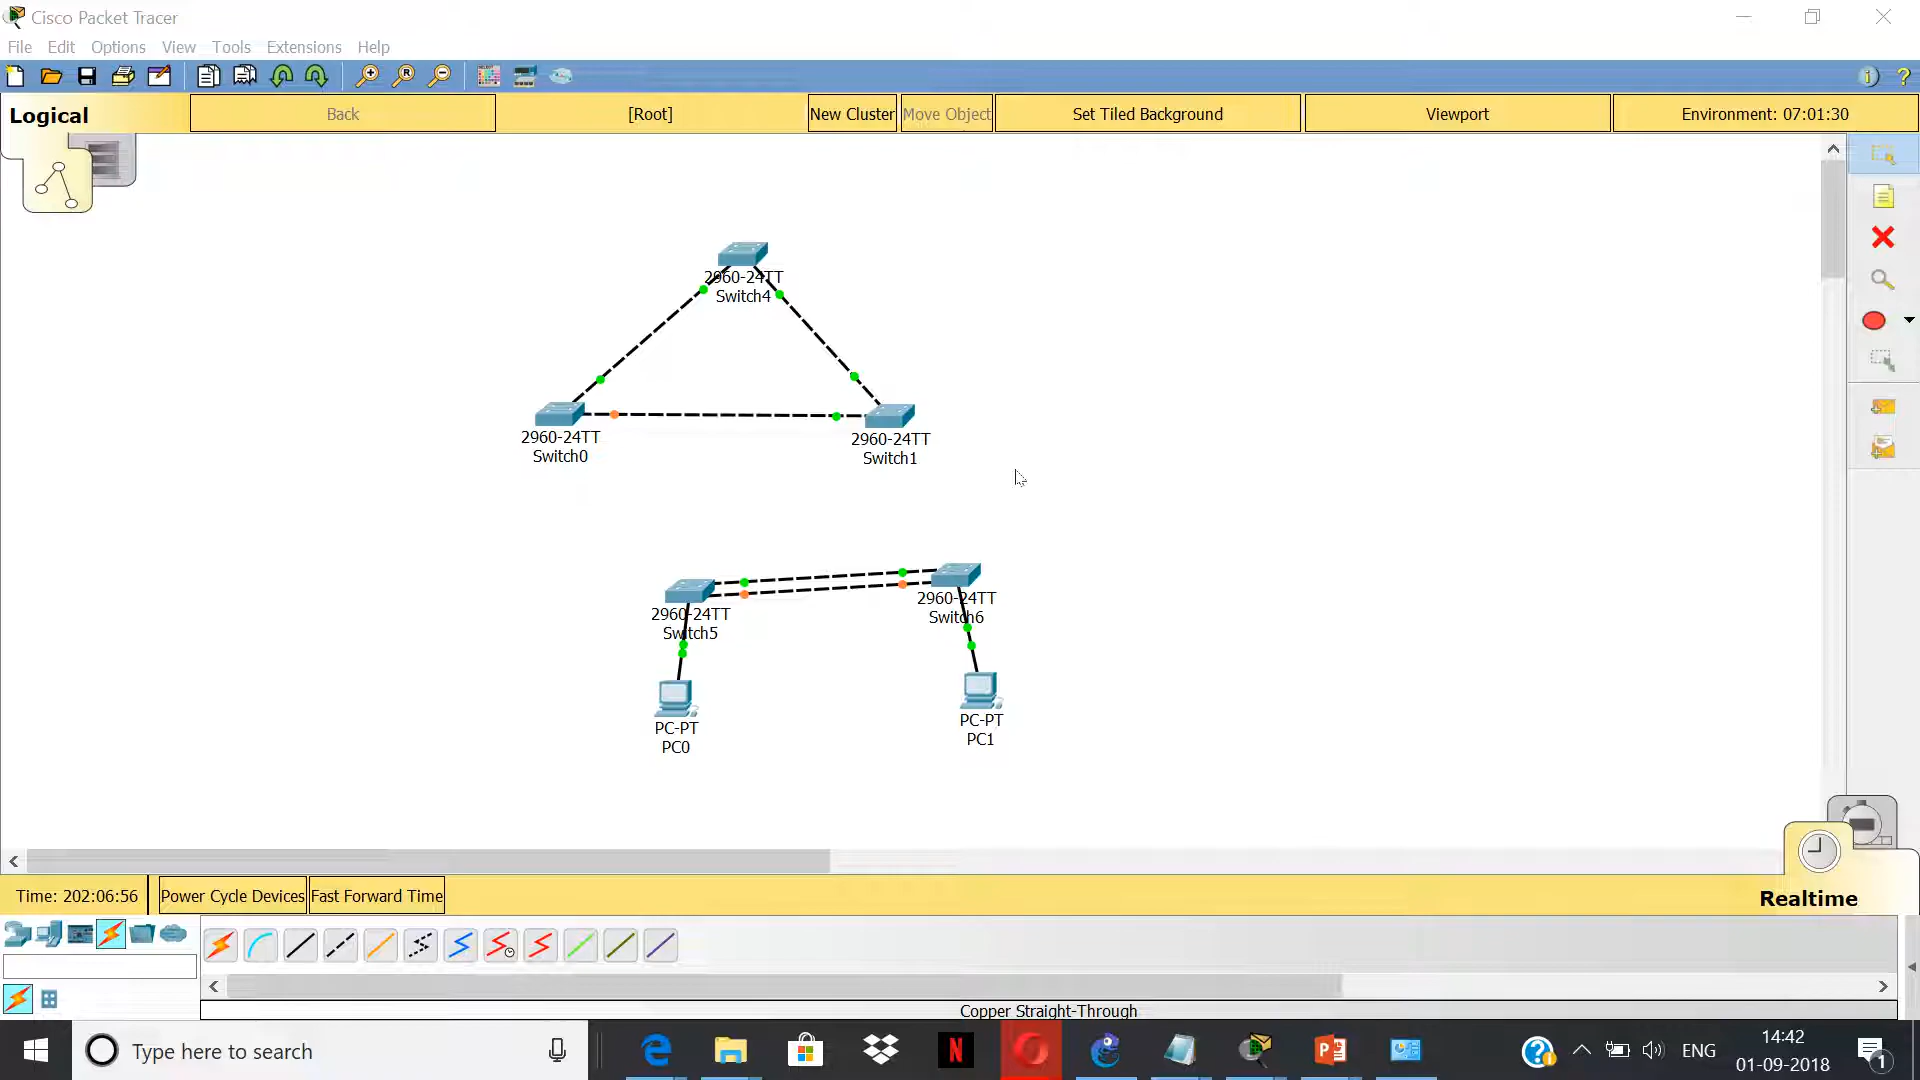 Cisco Packet Tracer
File Edit Options View Tools Extensions Help
Logical Back [Root] New Cluster Move Object Set Tiled Background Viewport Environment: 07:01:30
2960-24TT
Switch4
2960-24TT
Switch0
2960-24TT
Switch1
2960-24TT
Switch5
2960-24TT
Switch6
PC-PT
PC0
PC-PT
PC1
Time: 202:06:56 Power Cycle Devices Fast Forward Time Realtime
Copper Straight-Through
Type here to search
ENG
14:42
01-09-2018
1